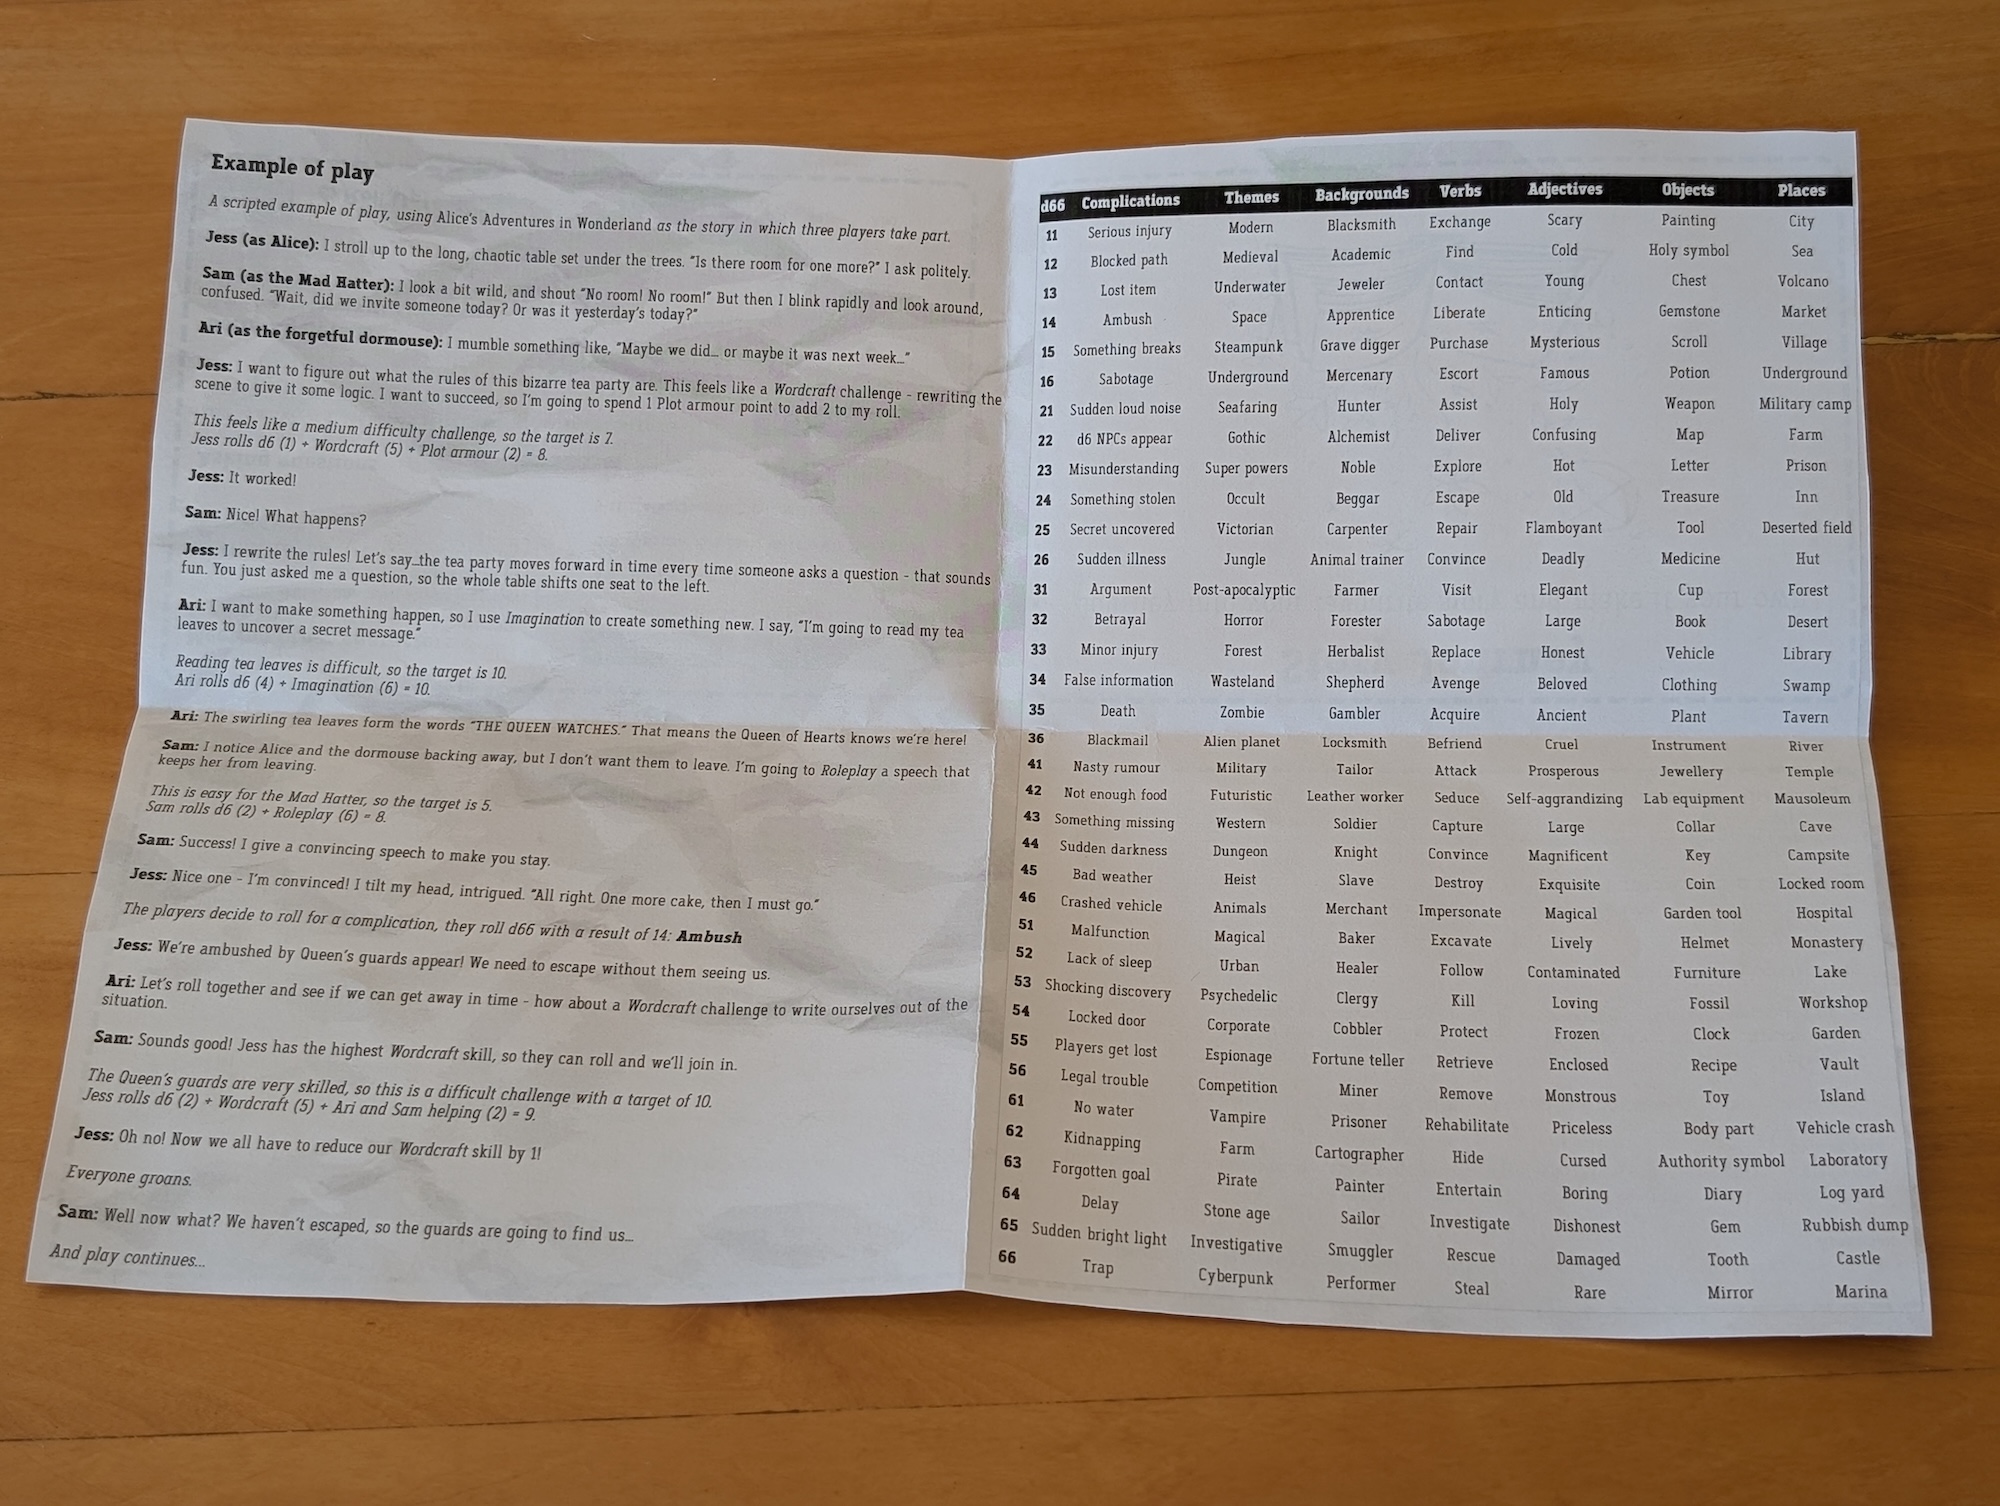 Example of play
A scripted example of play, using Alice's Adventures in Wonderland as the story in which three players take part.
Jess (as Alice): I stroll up to the long, chaotic table set under the trees. "Is there room for one more?" I ask politely.
Sam (as the Mad Hatter): I look a bit wild, and shout "No room! No room!" But then I blink rapidly and look around,
confused. "Wait, did we invite someone today? Or was it yesterday's today?"
Ari (as the forgetful dormouse): I mumble something like, "Maybe we did... or maybe it was next week..."
Jess: I want to figure out what the rules of this bizarre tea party are. This feels like a Wordcraft challenge - rewriting the
scene to give it some logic. I want to succeed, so I'm going to spend 1 Plot armour point to add 2 to my roll.
This feels like a medium difficulty challenge, so the target is 7.
Jess rolls d6 (1) + Wordcraft (5) + Plot armour (2) = 8.
Jess: It worked!
Sam: Nice! What happens?
Jess: I rewrite the rules! Let's say...the tea party moves forward in time every time someone asks a question - that sounds
fun. You just asked me a question, so the whole table shifts one seat to the left.
Ari: I want to make something happen, so I use Imagination to create something new. I say, "I'm going to read my tea
leaves to uncover a secret message."
Reading tea leaves is difficult, so the target is 10.
Ari rolls d6 (4) + Imagination (6) = 10.
Ari: The swirling tea leaves form the words "THE QUEEN WATCHES." That means the Queen of Hearts knows we're here!
Sam: I notice Alice and the dormouse backing away, but I don't want them to leave. I'm going to Roleplay a speech that
keeps her from leaving.
This is easy for the Mad Hatter, so the target is 5.
Sam rolls d6 (2) + Roleplay (6) = 8.
Sam: Success! I give a convincing speech to make you stay.
Jess: Nice one - I'm convinced! I tilt my head, intrigued. "All right. One more cake, then I must go."
The players decide to roll for a complication, they roll d66 with a result of 14: Ambush
Jess: We're ambushed by Queen's guards appear! We need to escape without them seeing us.
Ari: Let's roll together and see if we can get away in time - how about a Wordcraft challenge to write ourselves out of the
situation.
Sam: Sounds good! Jess has the highest Wordcraft skill, so they can roll and we'll join in.
The Queen's guards are very skilled, so this is a difficult challenge with a target of 10.
Jess rolls d6 (2) + Wordcraft (5) + Ari and Sam helping (2) = 9.
Jess: Oh no! Now we all have to reduce our Wordcraft skill by 1!
Everyone groans.
Sam: Well now what? We haven't escaped, so the guards are going to find us...
And play continues...
d66 Complications Themes Backgrounds Verbs Adjectives Objects Places
11 Serious injury Modern Blacksmith Exchange Scary Painting City
12 Blocked path Medieval Academic Find Cold Holy symbol Sea
13 Lost item Underwater Jeweler Contact Young Chest Volcano
14 Ambush Space Apprentice Liberate Enticing Gemstone Market
15 Something breaks Steampunk Grave digger Purchase Mysterious Scroll Village
16 Sabotage Underground Mercenary Escort Famous Potion Underground
21 Sudden loud noise Seafaring Hunter Assist Holy Weapon Military camp
22 d6 NPCs appear Gothic Alchemist Deliver Confusing Map Farm
23 Misunderstanding Super powers Noble Explore Hot Letter Prison
24 Something stolen Occult Beggar Escape Old Treasure Inn
25 Secret uncovered Victorian Carpenter Repair Flamboyant Tool Deserted field
26 Sudden illness Jungle Animal trainer Convince Deadly Medicine Hut
31 Argument Post-apocalyptic Farmer Visit Elegant Cup Forest
32 Betrayal Horror Forester Sabotage Large Book Desert
33 Minor injury Forest Herbalist Replace Honest Vehicle Library
34 False information Wasteland Shepherd Avenge Beloved Clothing Swamp
35 Death Zombie Gambler Acquire Ancient Plant Tavern
36 Blackmail Alien planet Locksmith Befriend Cruel Instrument River
41 Nasty rumour Military Tailor Attack Prosperous Jewellery Temple
42 Not enough food Futuristic Leather worker Seduce Self-aggrandizing Lab equipment Mausoleum
43 Something missing Western Soldier Capture Large Collar Cave
44 Sudden darkness Dungeon Knight Convince Magnificent Key Campsite
45 Bad weather Heist Slave Destroy Exquisite Coin Locked room
46 Crashed vehicle Animals Merchant Impersonate Magical Garden tool Hospital
51 Malfunction Magical Baker Excavate Lively Helmet Monastery
52 Lack of sleep Urban Healer Follow Contaminated Furniture Lake
53 Shocking discovery Psychedelic Clergy Kill Loving Fossil Workshop
54 Locked door Corporate Cobbler Protect Frozen Clock Garden
55 Players get lost Espionage Fortune teller Retrieve Enclosed Recipe Vault
56 Legal trouble Competition Miner Remove Monstrous Toy Island
61 No water Vampire Prisoner Rehabilitate Priceless Body part Vehicle crash
62 Kidnapping Farm Cartographer Hide Cursed Authority symbol Laboratory
63 Forgotten goal Pirate Painter Entertain Boring Diary Log yard
64 Delay Stone age Sailor Investigate Dishonest Gem Rubbish dump
65 Sudden bright light Investigative Smuggler Rescue Damaged Tooth Castle
66 Trap Cyberpunk Performer Steal Rare Mirror Marina